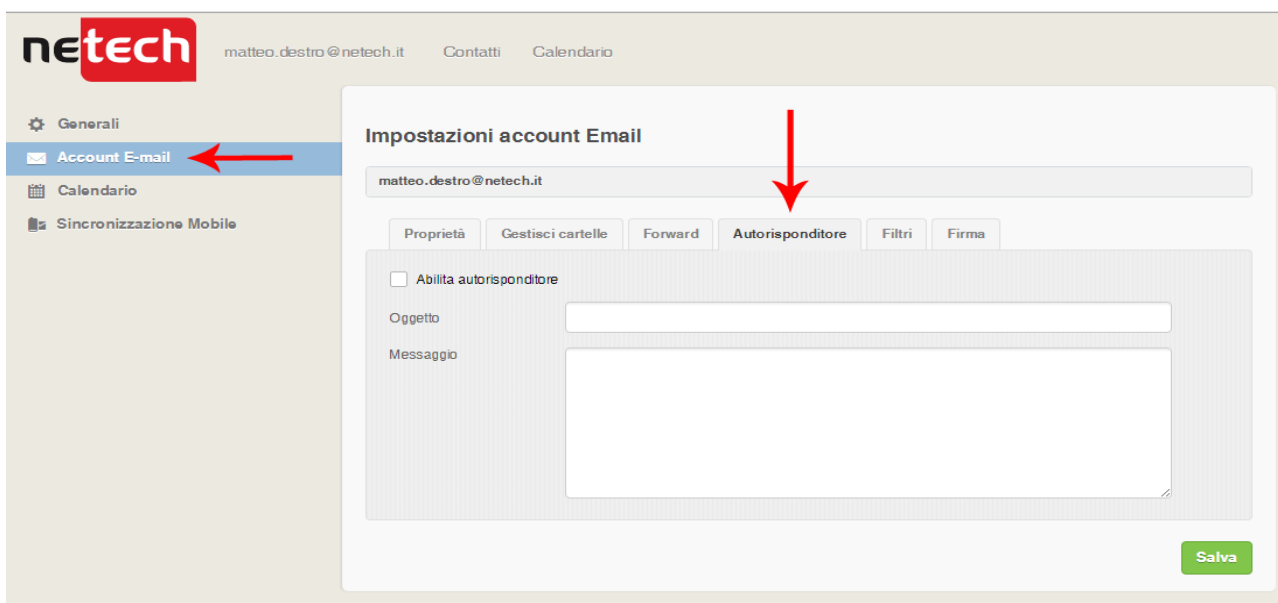 netech
matteo.destro@netech.it Contatti Calendario
Generali
Account E-mail
Calendario
Sincronizzazione Mobile
Impostazioni account Email
matteo.destro@netech.it
Proprietà Gestisci cartelle Forward Autorisponditore Filtri Firma
Abilita autorisponditore
Oggetto
Messaggio
Salva